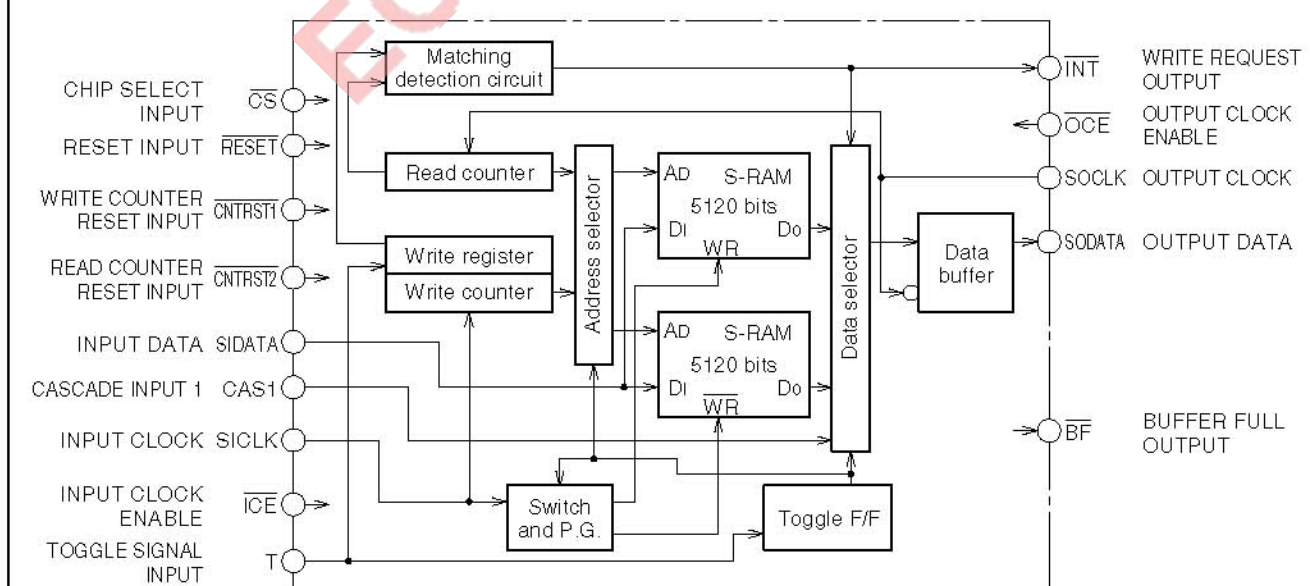 CHIP SELECT
INPUT
CS
RESET INPUT RESET
WRITE COUNTER
RESET INPUT
CNTRST1
READ COUNTER
RESET INPUT
CNTRST2
INPUT DATA SIDATA
CASCADE INPUT 1 CAS1
INPUT CLOCK SICLK
INPUT CLOCK
ENABLE
ICE
TOGGLE SIGNAL
INPUT
T
Matching
detection circuit
Read counter
Write register
Write counter
Address selector
AD S-RAM
5120 bits
DI DO
WR
AD S-RAM
5120 bits
DI DO
WR
Switch
and P.G.
Toggle F/F
Data selector
Data
buffer
INT
WRITE REQUEST
OUTPUT
OCE
OUTPUT CLOCK
ENABLE
SOCLK OUTPUT CLOCK
SODATA OUTPUT DATA
BF
BUFFER FULL
OUTPUT